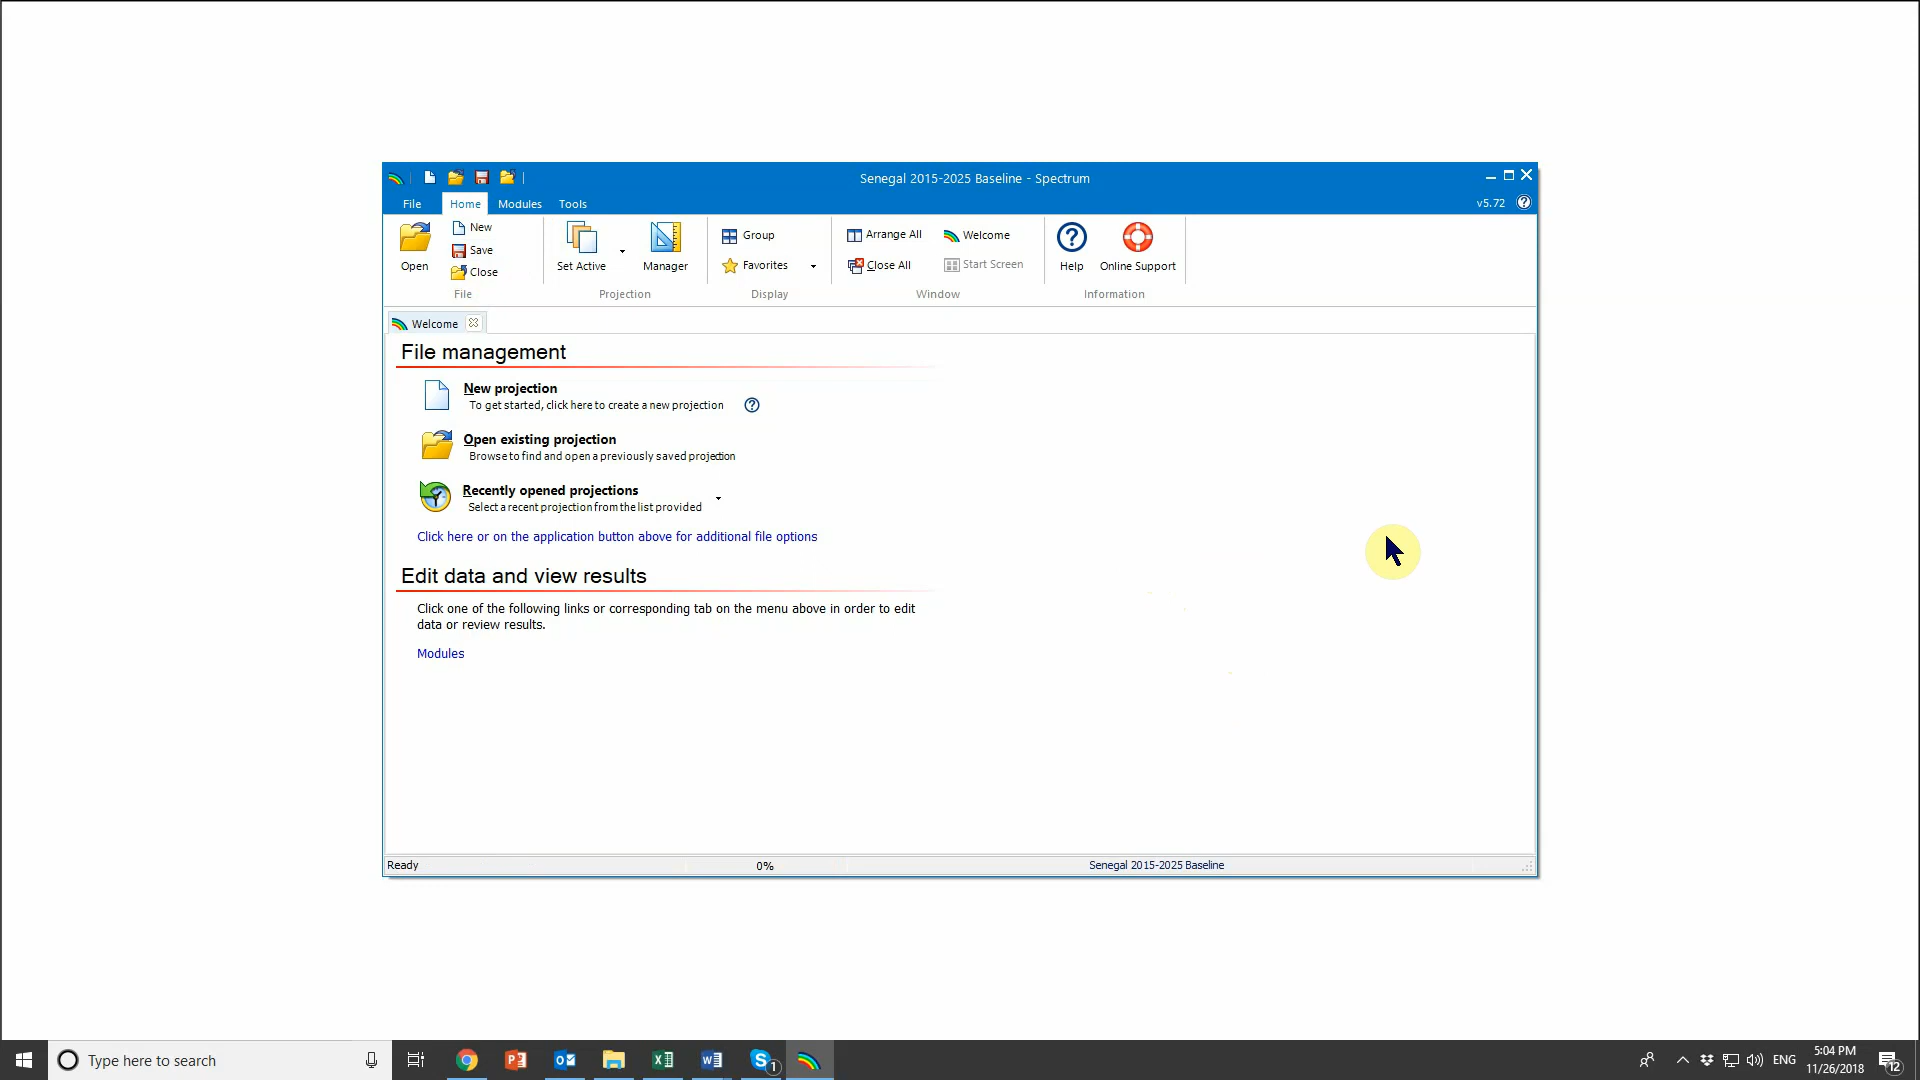 Senegal 2015-2025 Baseline - Spectrum
File Home Modules Tools v5.72
Open New Save Close Set Active Manager Group Favorites Arrange All Close All Welcome Start Screen Help Online Support
File Projection Display Window Information
Welcome
File management
New projection
To get started, click here to create a new projection
Open existing projection
Browse to find and open a previously saved projection
Recently opened projections
Select a recent projection from the list provided
Click here or on the application button above for additional file options
Edit data and view results
Click one of the following links or corresponding tab on the menu above in order to edit
data or review results.
Modules
Ready 0% Senegal 2015-2025 Baseline
Type here to search
ENG
5:04 PM
11/26/2018
1
12